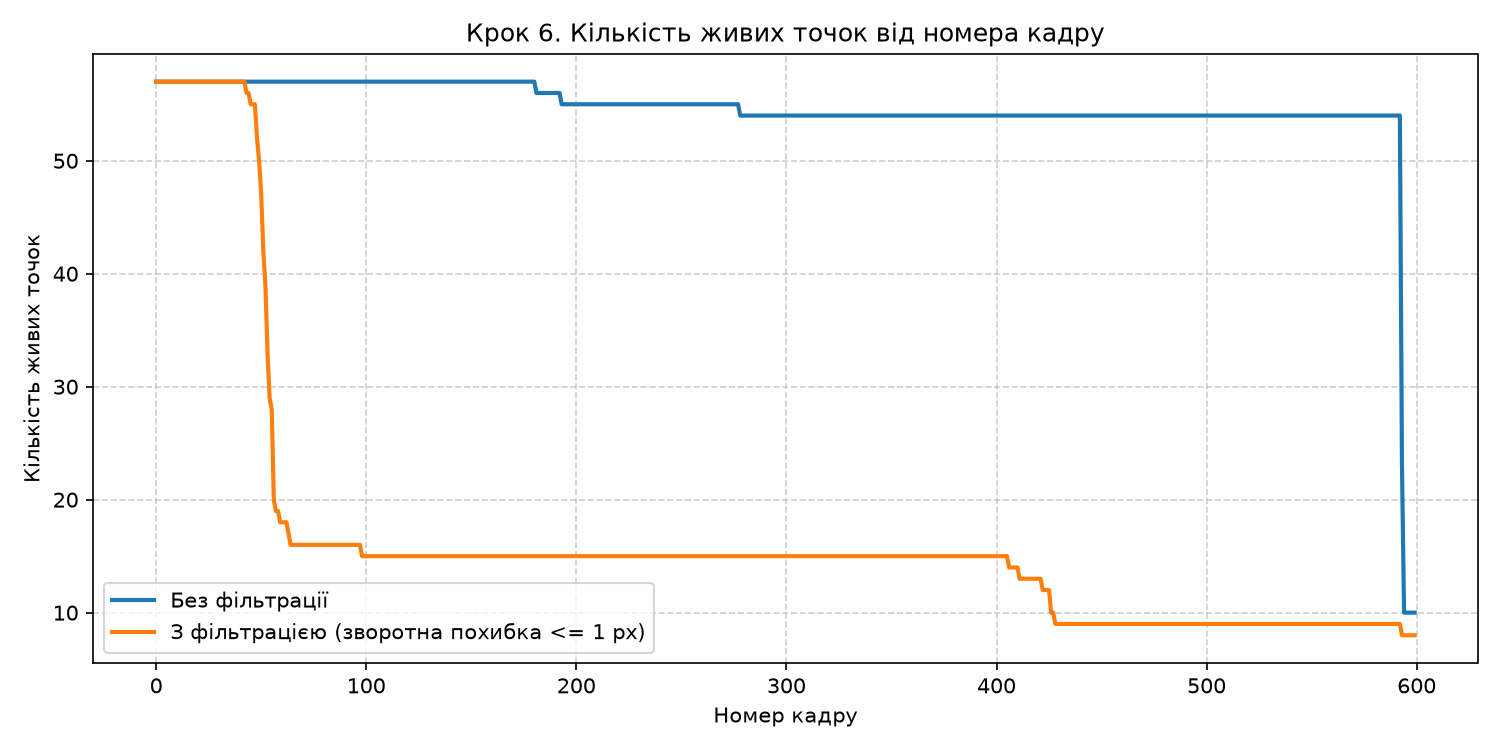 Крок 6. Кількість живих точок від номера кадру
Кількість живих точок
50
40
30
20
10
Без фільтрації
З фільтрацією (зворотна похибка <= 1 px)
0 100 200 300 400 500 600
Номер кадру